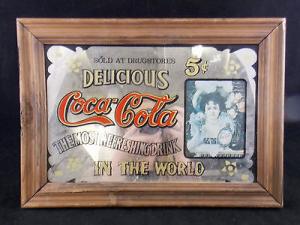 SOLD AT DRUGSTORES
DELICIOUS 5¢
Coca-Cola
THE MOST REFRESHING DRINK
IN THE WORLD